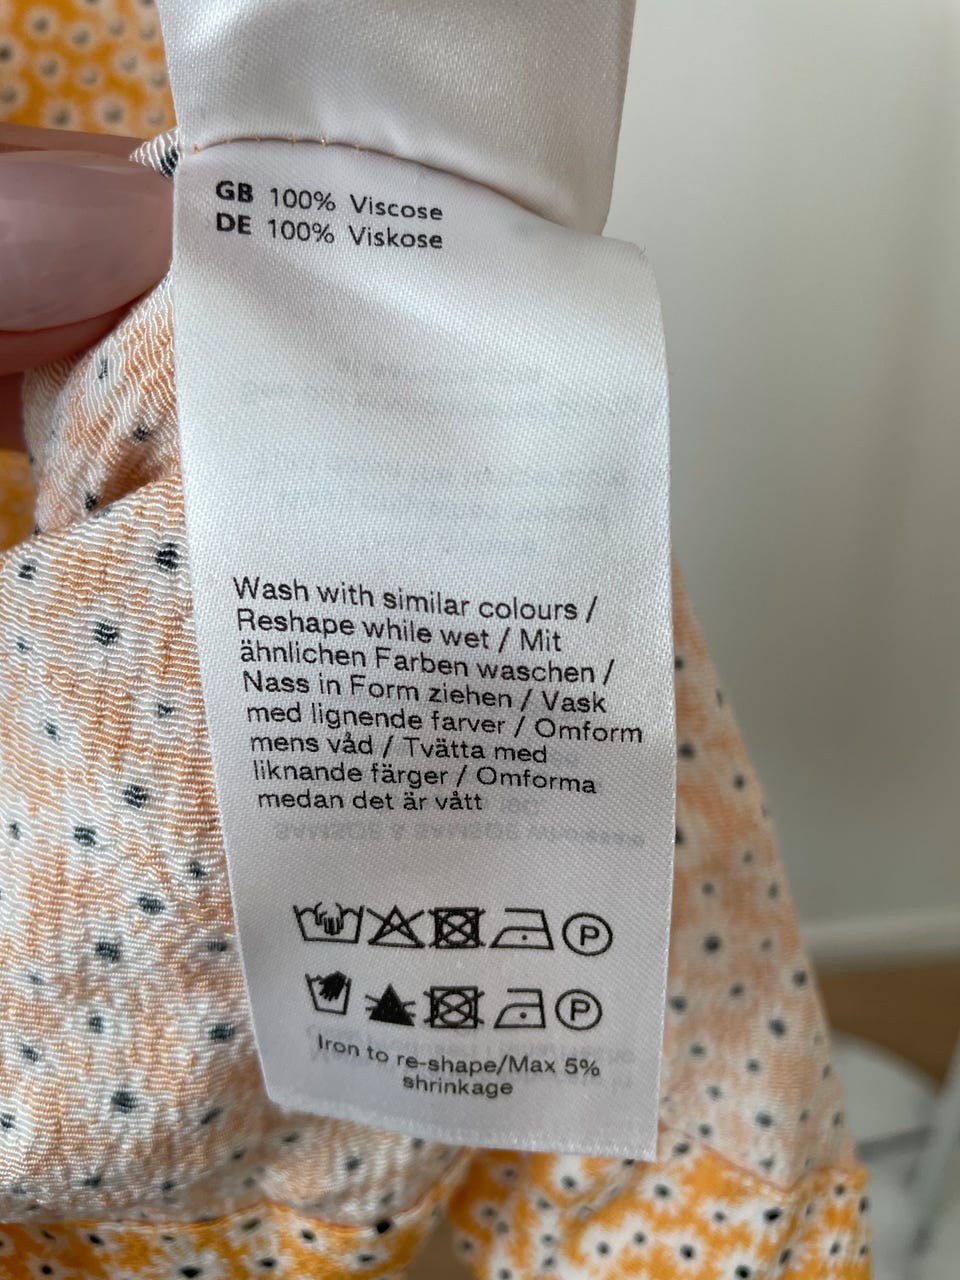 GB 100% Viscose
DE 100% Viskose
Wash with similar colours /
Reshape while wet / Mit
ähnlichen Farben waschen /
Nass in Form ziehen / Vask
med lignende farver / Omform
mens våd / Tvätta med
liknande färger / Omforma
medan det är vått
P
P
Iron to re-shape/Max 5%
shrinkage